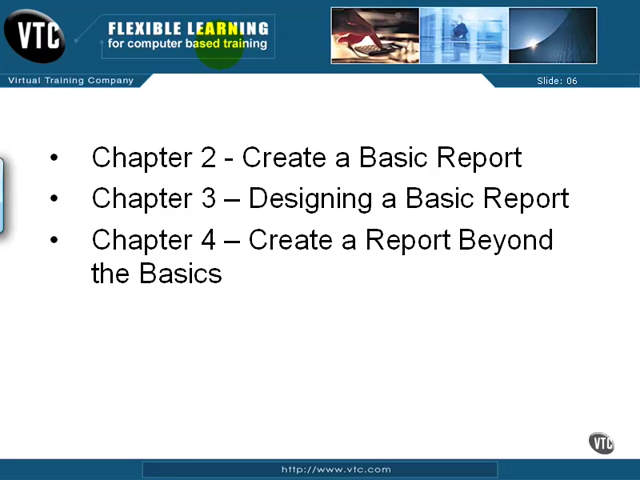 VTC
FLEXIBLE LEARNING
for computer based training
Virtual Training Company
Slide: 06
• Chapter 2 - Create a Basic Report
• Chapter 3 – Designing a Basic Report
• Chapter 4 – Create a Report Beyond
the Basics
VTC
http://www.vtc.com